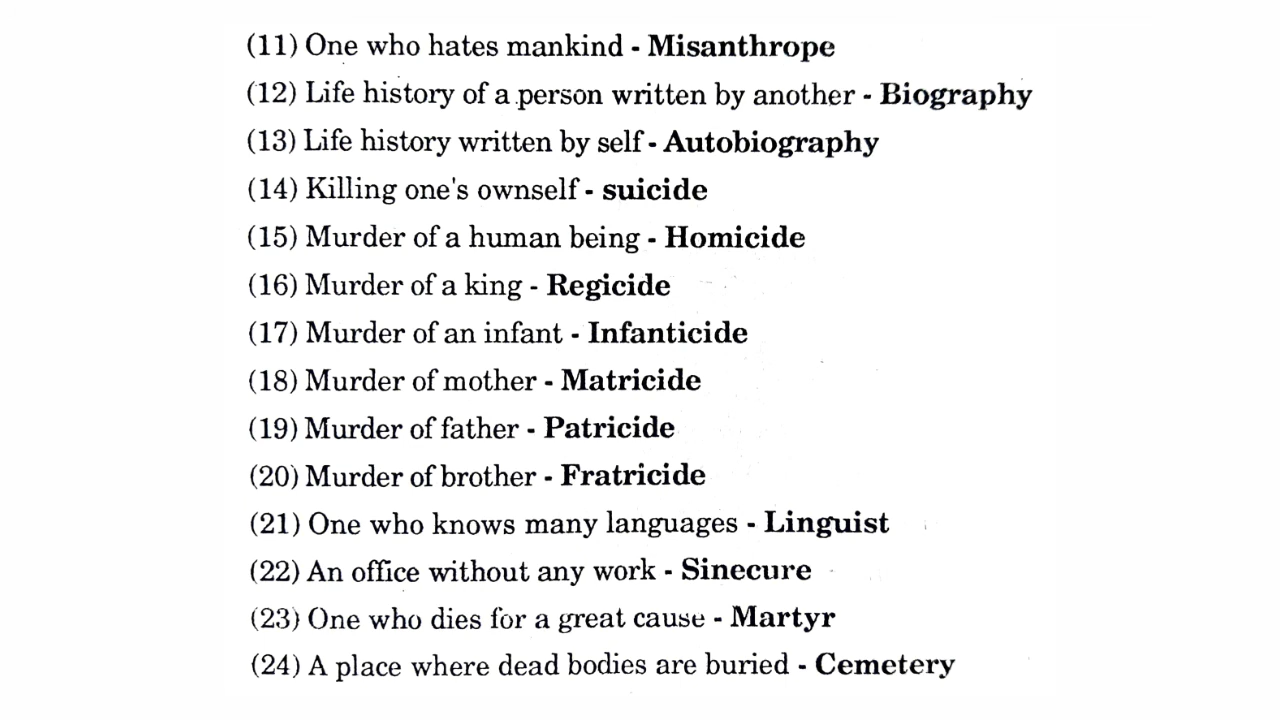 (11) One who hates mankind - Misanthrope
(12) Life history of a person written by another - Biography
(13) Life history written by self - Autobiography
(14) Killing one's ownself - suicide
(15) Murder of a human being - Homicide
(16) Murder of a king - Regicide
(17) Murder of an infant - Infanticide
(18) Murder of mother - Matricide
(19) Murder of father - Patricide
(20) Murder of brother - Fratricide
(21) One who knows many languages - Linguist
(22) An office without any work - Sinecure
(23) One who dies for a great cause - Martyr
(24) A place where dead bodies are buried - Cemetery